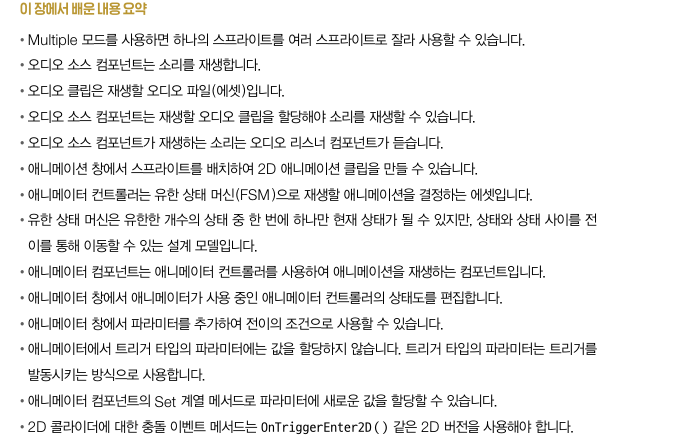 이 장에서 배운 내용 요약
• Multiple 모드를 사용하면 하나의 스프라이트를 여러 스프라이트로 잘라 사용할 수 있습니다.
• 오디오 소스 컴포넌트는 소리를 재생합니다.
• 오디오 클립은 재생할 오디오 파일(에셋)입니다.
• 오디오 소스 컴포넌트는 재생할 오디오 클립을 할당해야 소리를 재생할 수 있습니다.
• 오디오 소스 컴포넌트가 재생하는 소리는 오디오 리스너 컴포넌트가 듣습니다.
• 애니메이션 창에서 스프라이트를 배치하여 2D 애니메이션 클립을 만들 수 있습니다.
• 애니메이터 컨트롤러는 유한 상태 머신(FSM)으로 재생할 애니메이션을 결정하는 에셋입니다.
• 유한 상태 머신은 유한한 개수의 상태 중 한 번에 하나만 현재 상태가 될 수 있지만, 상태와 상태 사이를 전
이를 통해 이동할 수 있는 설계 모델입니다.
• 애니메이터 컴포넌트는 애니메이터 컨트롤러를 사용하여 애니메이션을 재생하는 컴포넌트입니다.
• 애니메이터 창에서 애니메이터가 사용 중인 애니메이터 컨트롤러의 상태도를 편집합니다.
• 애니메이터 창에서 파라미터를 추가하여 전이의 조건으로 사용할 수 있습니다.
• 애니메이터에서 트리거 타입의 파라미터에는 값을 할당하지 않습니다. 트리거 타입의 파라미터는 트리거를
발동시키는 방식으로 사용합니다.
• 애니메이터 컴포넌트의 Set 계열 메서드로 파라미터에 새로운 값을 할당할 수 있습니다.
• 2D 콜라이더에 대한 충돌 이벤트 메서드는 OnTriggerEnter2D() 같은 2D 버전을 사용해야 합니다.